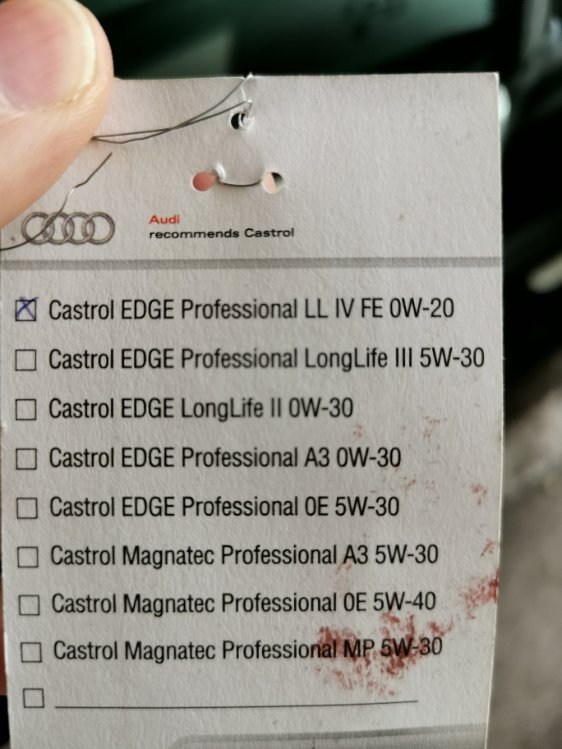 Audi
recommends Castrol
Castrol EDGE Professional LL IV FE 0W-20
Castrol EDGE Professional LongLife III 5W-30
Castrol EDGE LongLife II 0W-30
Castrol EDGE Professional A3 0W-30
Castrol EDGE Professional 0E 5W-30
Castrol Magnatec Professional A3 5W-30
Castrol Magnatec Professional 0E 5W-40
Castrol Magnatec Professional MP 5W-30